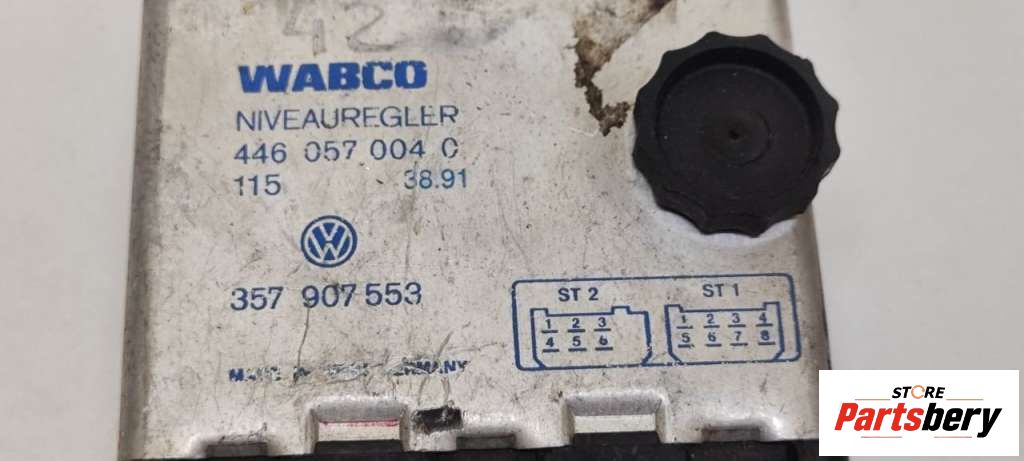 42
WABCO
NIVEAUREGLER
446 057 004 0
115 38.91
VW
357 907 553
ST 2 ST 1
1 2 3 1 2 3 4
4 5 6 5 6 7 8
STORE
Partsbery